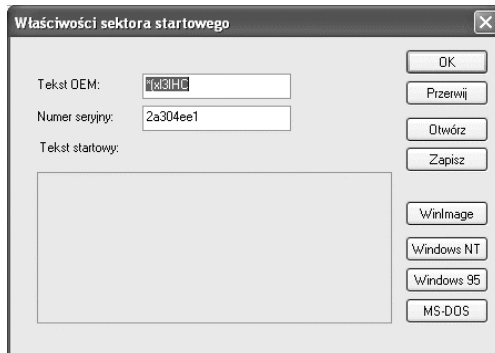 Właściwości sektora startowego
OK
Tekst OEM: *(xI3IHC
Przerwij
Numer seryjny: 2a304ee1
Otwórz
Tekst startowy:
Zapisz
WinImage
Windows NT
Windows 95
MS-DOS